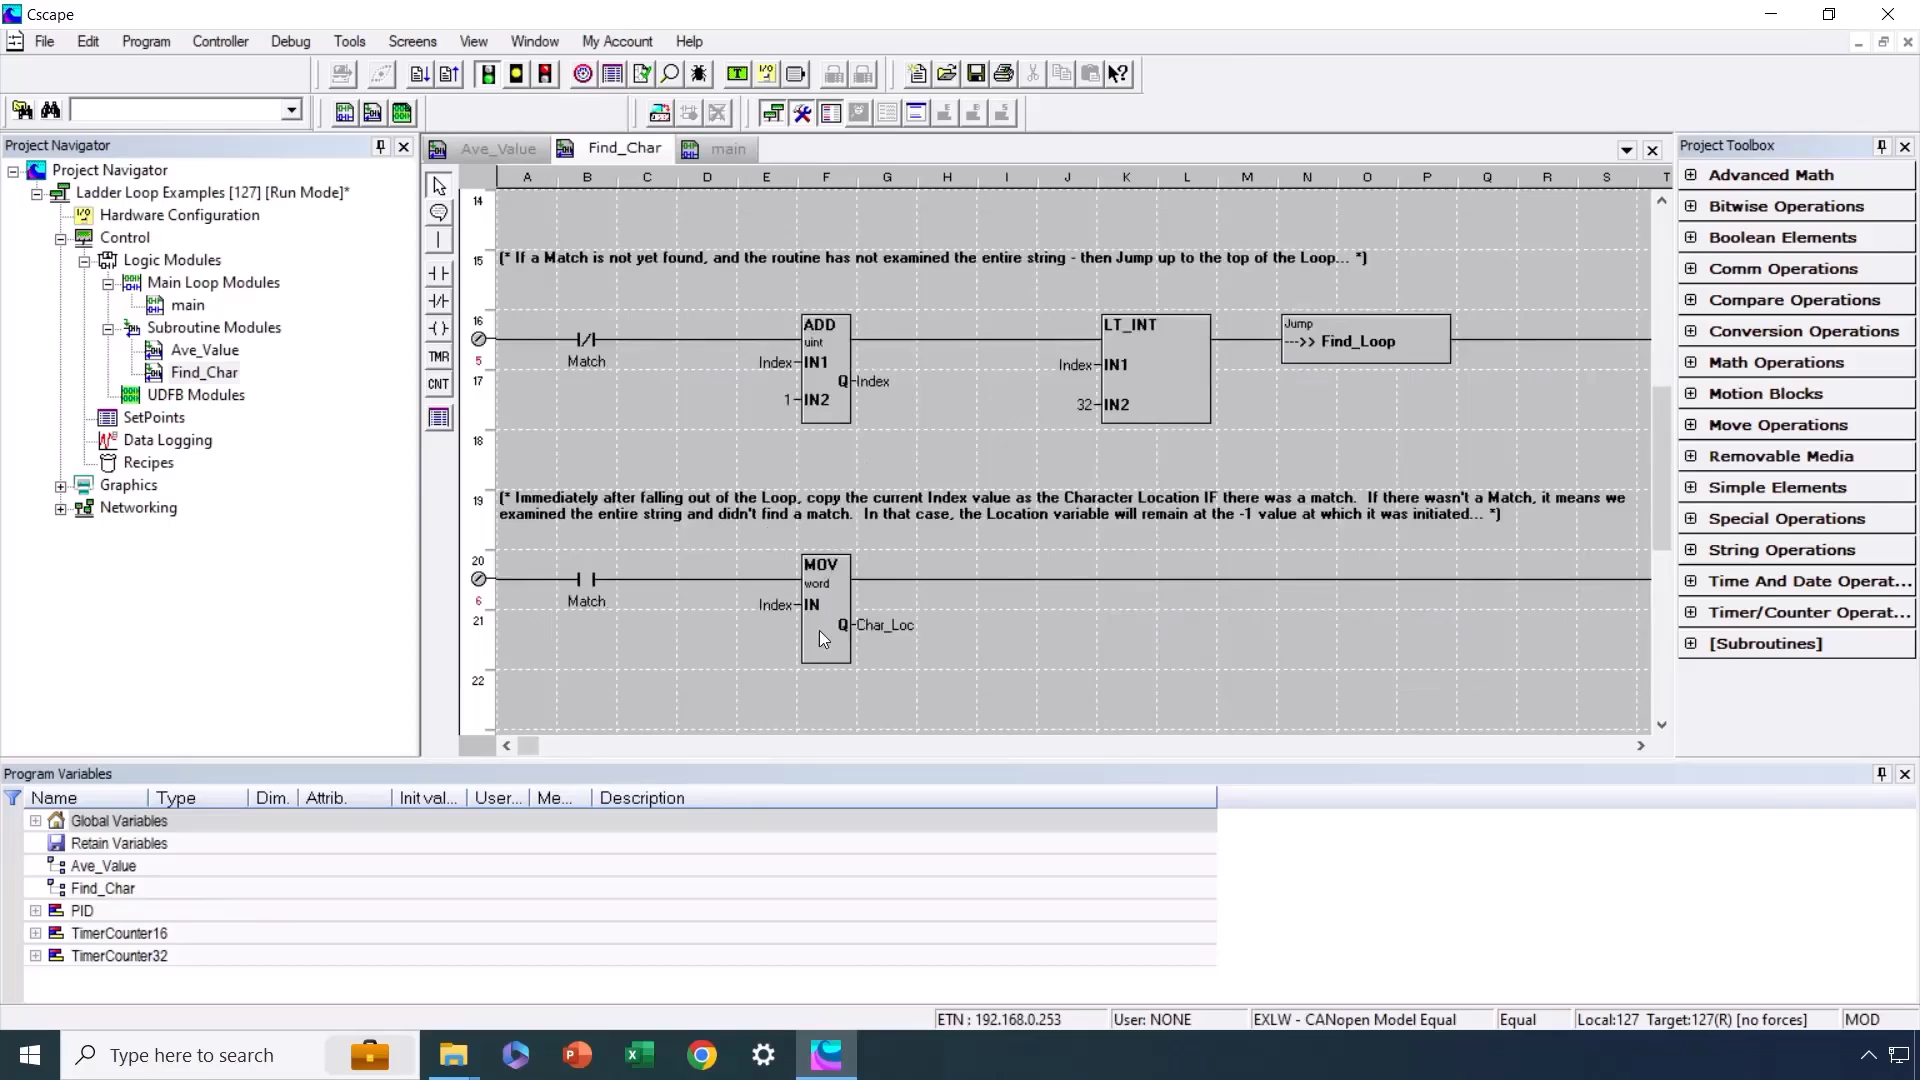 Cscape
File Edit Program Controller Debug Tools Screens View Window My Account Help
Project Navigator
Project Navigator
Ladder Loop Examples [127] [Run Mode]*
Hardware Configuration
Control
Logic Modules
Main Loop Modules
main
Subroutine Modules
Ave_Value
Find_Char
UDFB Modules
SetPoints
Data Logging
Recipes
Graphics
Networking
Ave_Value Find_Char main
TMR
CNT
A B C D E F G H I J K L M N O P Q R S T
14
15 (* If a Match is not yet found, and the routine has not examined the entire string - then Jump up to the top of the Loop... *)
16 ADD LT_INT Jump
uint --->> Find_Loop
5 Match Index IN1 Index IN1
17 Q Index
1 IN2 32 IN2
18
19 (* Immediately after falling out of the Loop, copy the current Index value as the Character Location IF there was a match. If there wasn't a Match, it means we
examined the entire string and didn't find a match. In that case, the Location variable will remain at the -1 value at which it was initiated... *)
20 MOV
word
6 Match Index IN
21 Q Char_Loc
22
Project Toolbox
Advanced Math
Bitwise Operations
Boolean Elements
Comm Operations
Compare Operations
Conversion Operations
Math Operations
Motion Blocks
Move Operations
Removable Media
Simple Elements
Special Operations
String Operations
Time And Date Operat...
Timer/Counter Operat...
[Subroutines]
Program Variables
Name Type Dim. Attrib. Init val... User... Me... Description
Global Variables
Retain Variables
Ave_Value
Find_Char
PID
TimerCounter16
TimerCounter32
ETN : 192.168.0.253 User: NONE EXLW - CANopen Model Equal Equal Local:127 Target:127(R) [no forces] MOD
Type here to search